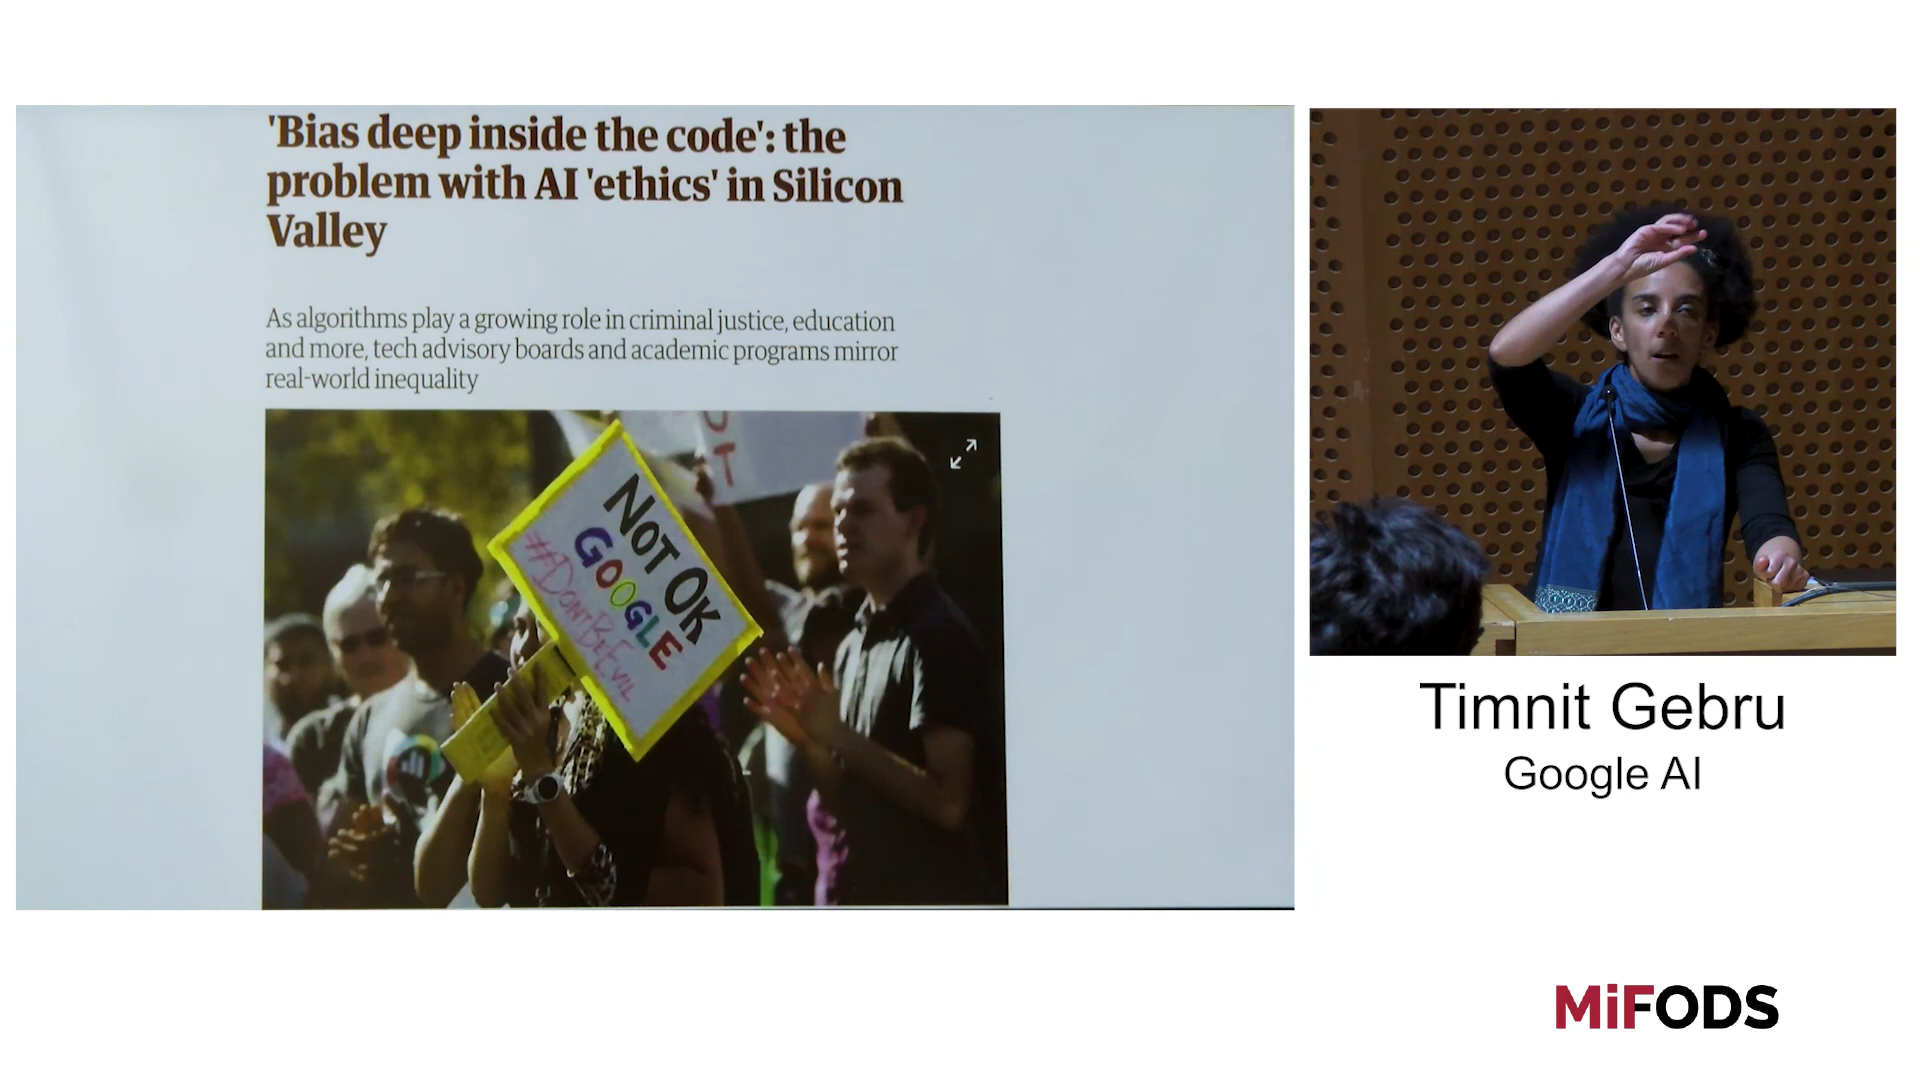 'Bias deep inside the code': the
problem with AI 'ethics' in Silicon
Valley
As algorithms play a growing role in criminal justice, education
and more, tech advisory boards and academic programs mirror
real-world inequality
OT
NOT OK
GOOGLE
#DONTBEEVIL
Timnit Gebru
Google AI
MiFODS